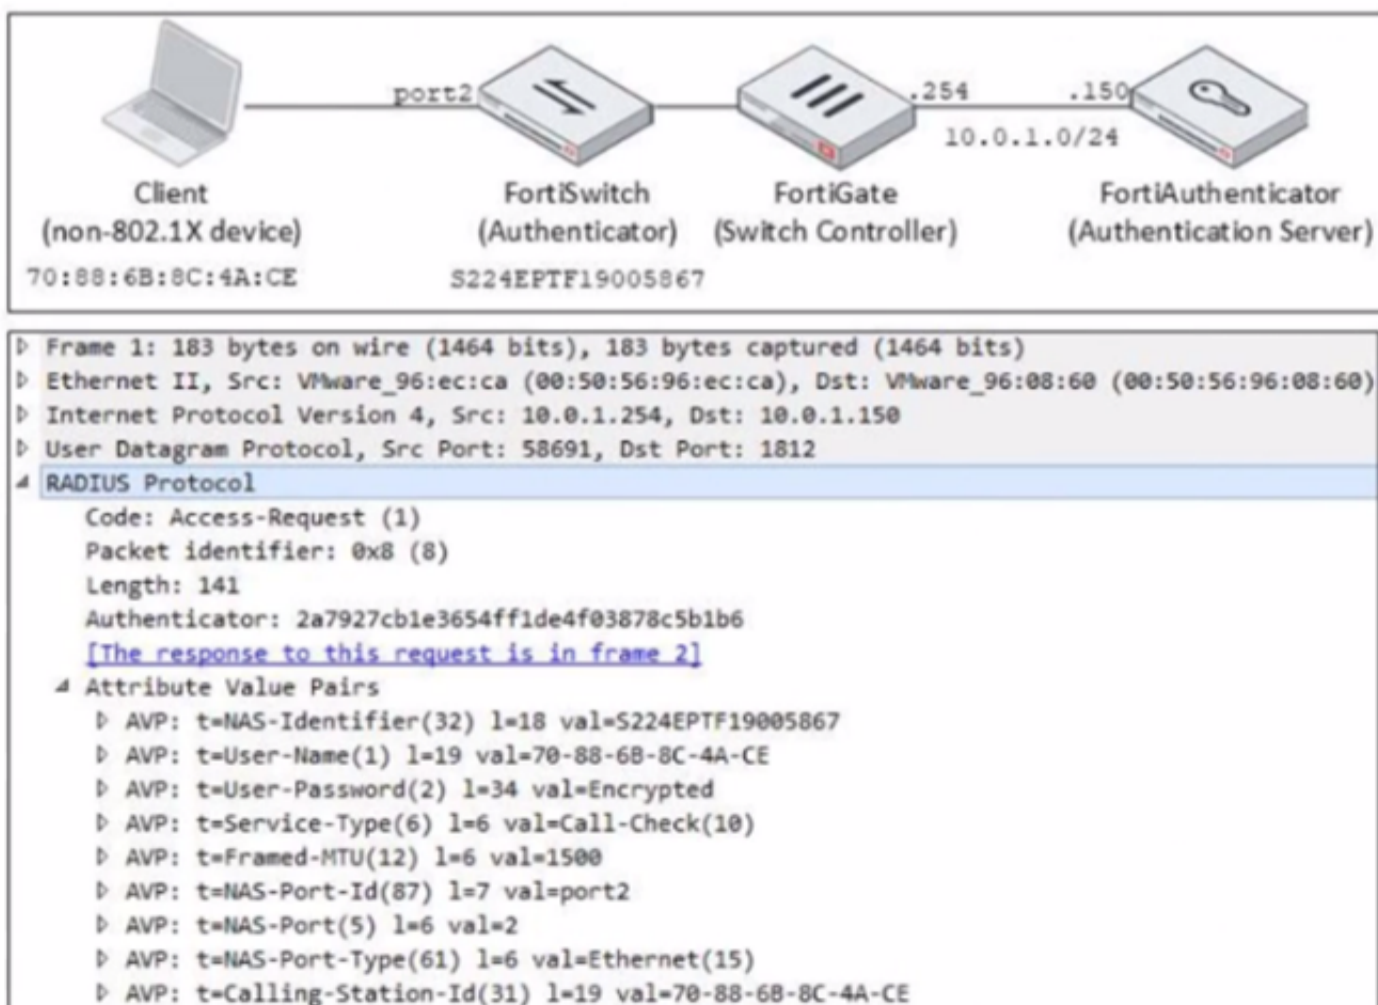 port2
.254
.150
10.0.1.0/24
Client
(non-802.1X device)
70:88:6B:8C:4A:CE
FortiSwitch
(Authenticator)
S224EPTF19005867
FortiGate
(Switch Controller)
FortiAuthenticator
(Authentication Server)
Frame 1: 183 bytes on wire (1464 bits), 183 bytes captured (1464 bits)
Ethernet II, Src: VMware_96:ec:ca (00:50:56:96:ec:ca), Dst: VMware_96:08:60 (00:50:56:96:08:60)
Internet Protocol Version 4, Src: 10.0.1.254, Dst: 10.0.1.150
User Datagram Protocol, Src Port: 58691, Dst Port: 1812
RADIUS Protocol
Code: Access-Request (1)
Packet identifier: 0x8 (8)
Length: 141
Authenticator: 2a7927cb1e3654ff1de4f03878c5b1b6
[The response to this request is in frame 2]
Attribute Value Pairs
AVP: t=NAS-Identifier(32) l=18 val=S224EPTF19005867
AVP: t=User-Name(1) l=19 val=70-88-6B-8C-4A-CE
AVP: t=User-Password(2) l=34 val=Encrypted
AVP: t=Service-Type(6) l=6 val=Call-Check(10)
AVP: t=Framed-MTU(12) l=6 val=1500
AVP: t=NAS-Port-Id(87) l=7 val=port2
AVP: t=NAS-Port(5) l=6 val=2
AVP: t=NAS-Port-Type(61) l=6 val=Ethernet(15)
AVP: t=Calling-Station-Id(31) l=19 val=70-88-6B-8C-4A-CE